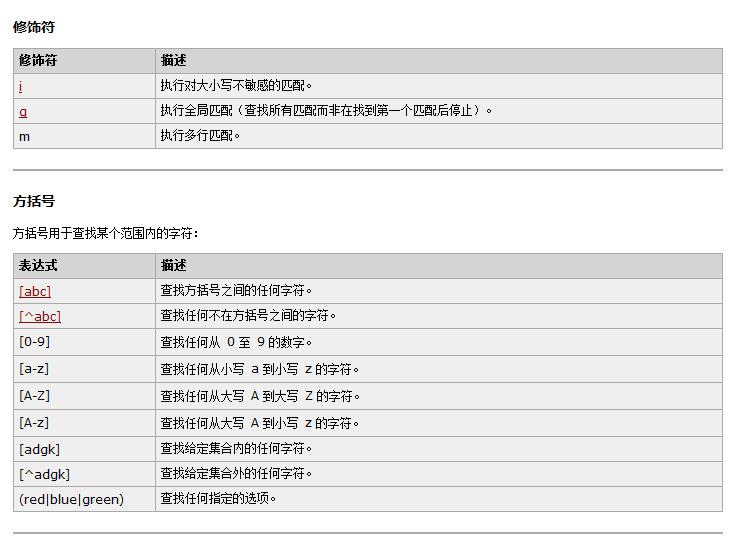 修饰符
修饰符 描述
i 执行对大小写不敏感的匹配。
g 执行全局匹配（查找所有匹配而非在找到第一个匹配后停止）。
m 执行多行匹配。
方括号
方括号用于查找某个范围内的字符：
表达式 描述
[abc] 查找方括号之间的任何字符。
[^abc] 查找任何不在方括号之间的字符。
[0-9] 查找任何从 0 至 9 的数字。
[a-z] 查找任何从小写 a 到小写 z 的字符。
[A-Z] 查找任何从大写 A 到大写 Z 的字符。
[A-z] 查找任何从大写 A 到小写 z 的字符。
[adgk] 查找给定集合内的任何字符。
[^adgk] 查找给定集合外的任何字符。
(red|blue|green) 查找任何指定的选项。